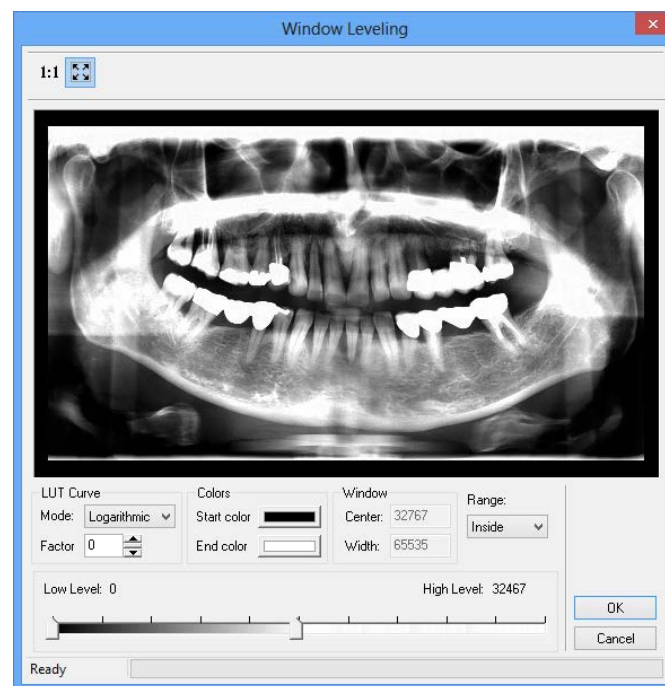 Window Leveling
1:1
LUT Curve
Mode: Logarithmic
Factor 0
Colors
Start color
End color
Window
Center: 32767
Width: 65535
Range:
Inside
Low Level: 0
High Level: 32467
OK
Cancel
Ready